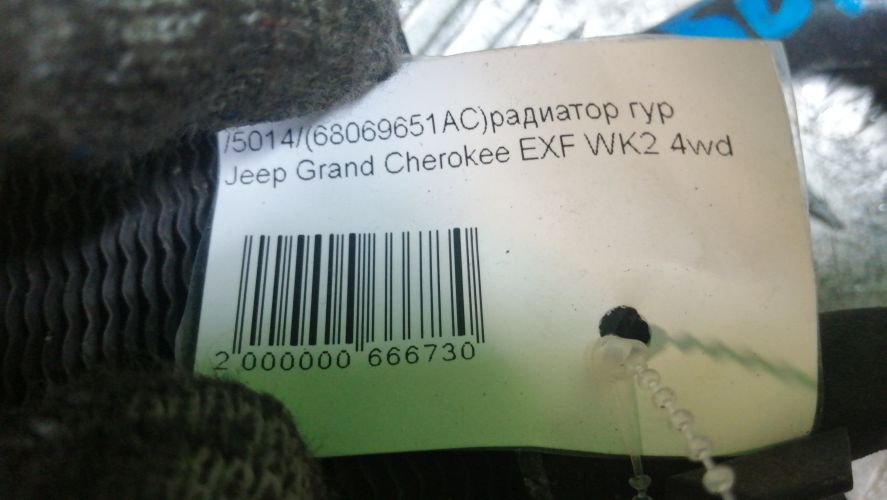 /5014/(68069651AC)радиатор гур
Jeep Grand Cherokee EXF WK2 4wd
2 000000 666730